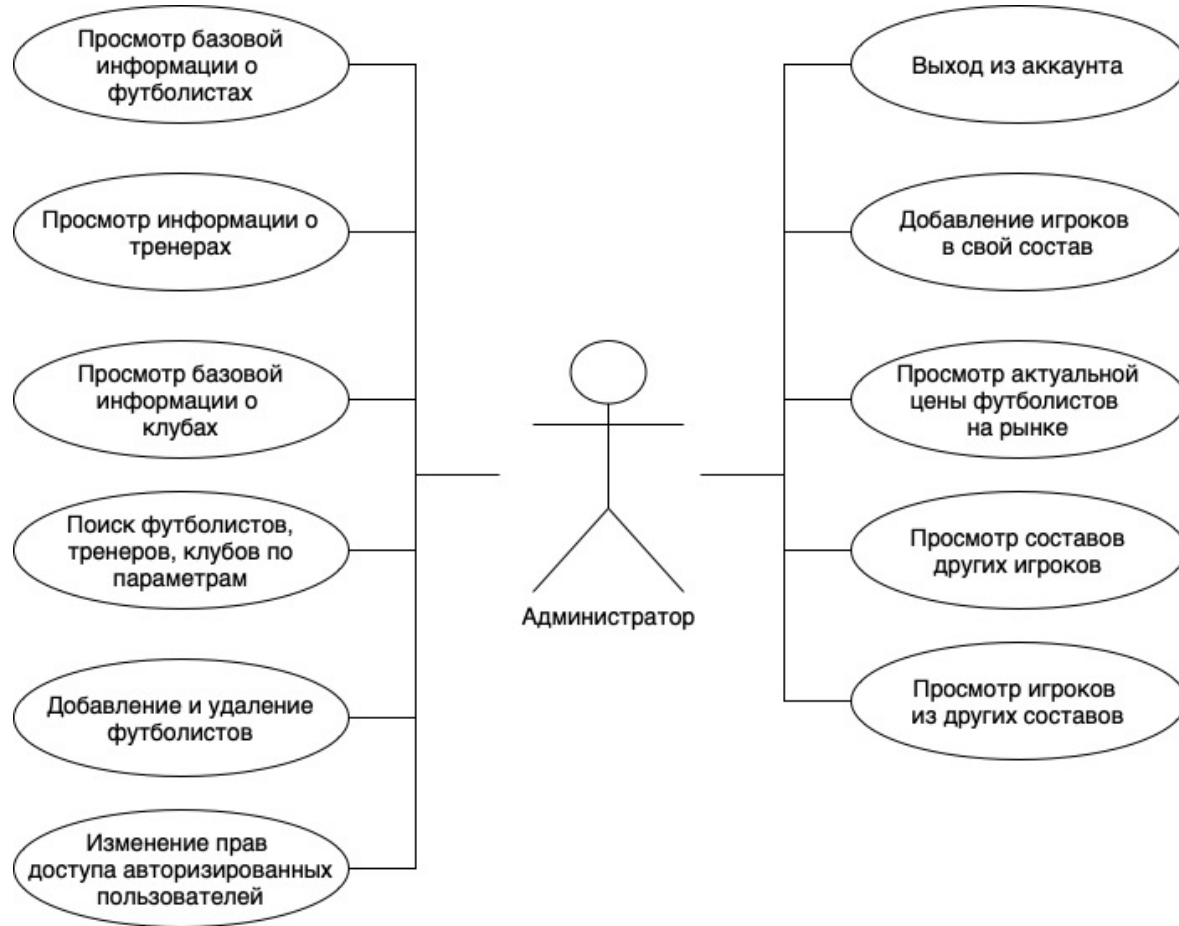 Просмотр базовой
информации о
футболистах
Просмотр информации о
тренерах
Просмотр базовой
информации о
клубах
Поиск футболистов,
тренеров, клубов по
параметрам
Добавление и удаление
футболистов
Изменение прав
доступа авторизированных
пользователей
Администратор
Выход из аккаунта
Добавление игроков
в свой состав
Просмотр актуальной
цены футболистов
на рынке
Просмотр составов
других игроков
Просмотр игроков
из других составов